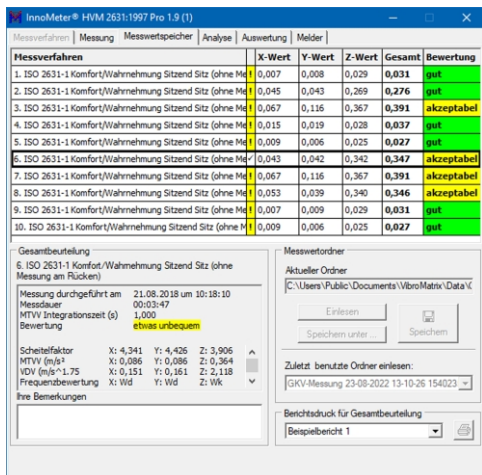 InnoMeter® HVM 2631:1997 Pro 1.9 (1)
Messverfahren Messung Messwertspeicher Analyse Auswertung Melder
Messverfahren ! X-Wert Y-Wert Z-Wert Gesamt Bewertung
1. ISO 2631-1 Komfort/Wahrnehmung Sitzend Sitz (ohne Me ! 0,007 0,008 0,029 0,031 gut
2. ISO 2631-1 Komfort/Wahrnehmung Sitzend Sitz (ohne Me ! 0,045 0,043 0,269 0,276 gut
3. ISO 2631-1 Komfort/Wahrnehmung Sitzend Sitz (ohne Me ! 0,067 0,116 0,367 0,391 akzeptabel
4. ISO 2631-1 Komfort/Wahrnehmung Sitzend Sitz (ohne Me ! 0,015 0,019 0,028 0,037 gut
5. ISO 2631-1 Komfort/Wahrnehmung Sitzend Sitz (ohne Me ! 0,009 0,006 0,025 0,027 gut
6. ISO 2631-1 Komfort/Wahrnehmung Sitzend Sitz (ohne Me ✓ 0,043 0,042 0,342 0,347 akzeptabel
7. ISO 2631-1 Komfort/Wahrnehmung Sitzend Sitz (ohne Me ! 0,067 0,116 0,367 0,391 akzeptabel
8. ISO 2631-1 Komfort/Wahrnehmung Sitzend Sitz (ohne Me ! 0,053 0,039 0,340 0,346 akzeptabel
9. ISO 2631-1 Komfort/Wahrnehmung Sitzend Sitz (ohne Me ! 0,007 0,009 0,029 0,031 gut
10. ISO 2631-1 Komfort/Wahrnehmung Sitzend Sitz (ohne M ! 0,009 0,006 0,025 0,027 gut
Gesamtbeurteilung
6. ISO 2631-1 Komfort/Wahrnehmung Sitzend Sitz (ohne
Messung am Rücken)
Messung durchgeführt am 21.08.2018 um 10:18:10
Messdauer 00:03:47
MTVV Integrationszeit (s) 1,000
Bewertung etwas unbequem
Scheitelfaktor X: 4,341 Y: 4,426 Z: 3,906
MTVV (m/s² X: 0,086 Y: 0,086 Z: 0,364
VDV (m/s^1.75 X: 0,151 Y: 0,161 Z: 2,118
Frequenzbewertung X: Wd Y: Wd Z: Wk
Ihre Bemerkungen
Messwertordner
Aktueller Ordner
C:\Users\Public\Documents\VibroMatrix\Data\
Einlesen
Speichern unter ...
Speichern
Zuletzt benutzte Ordner einlesen:
GKV-Messung 23-08-2022 13-10-26 154023
Berichtsdruck für Gesamtbeurteilung
Beispielbericht 1